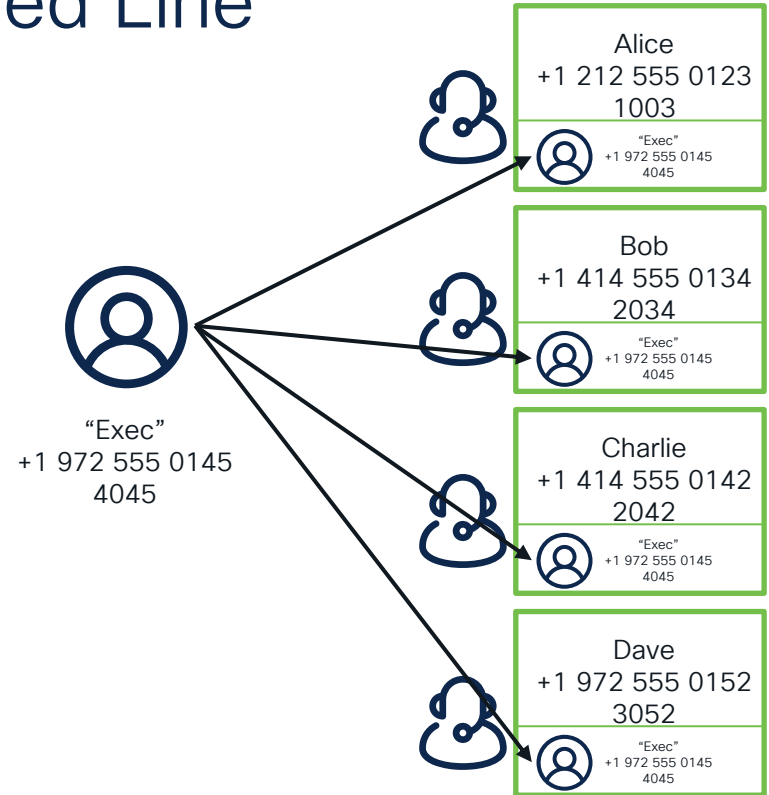 ed Line
Alice
+1 212 555 0123
1003
“Exec”
+1 972 555 0145
4045
Bob
+1 414 555 0134
2034
“Exec”
+1 972 555 0145
4045
“Exec”
+1 972 555 0145
4045
Charlie
+1 414 555 0142
2042
“Exec”
+1 972 555 0145
4045
Dave
+1 972 555 0152
3052
“Exec”
+1 972 555 0145
4045